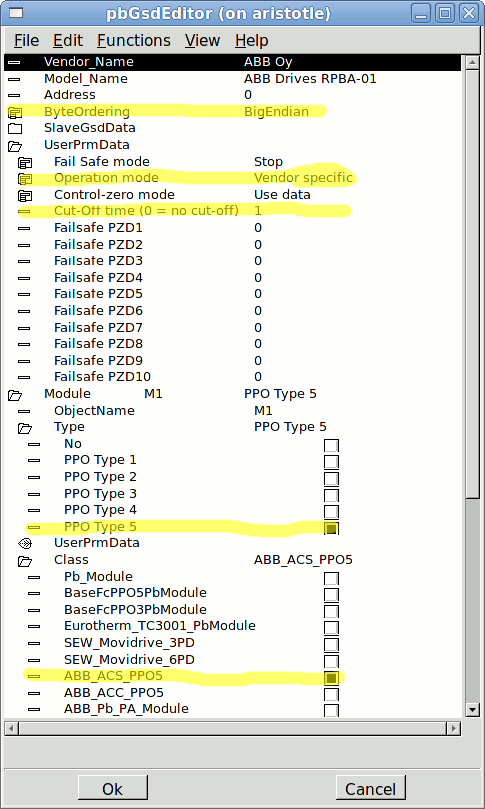 pbGsdEditor (on aristotle)
File Edit Functions View Help
Vendor_Name ABB Oy
Model_Name ABB Drives RPBA-01
Address 0
ByteOrdering BigEndian
SlaveGsdData
UserPrmData
Fail Safe mode Stop
Operation mode Vendor specific
Control-zero mode Use data
Cut-Off time (0 = no cut-off) 1
Failsafe PZD1 0
Failsafe PZD2 0
Failsafe PZD3 0
Failsafe PZD4 0
Failsafe PZD5 0
Failsafe PZD6 0
Failsafe PZD7 0
Failsafe PZD8 0
Failsafe PZD9 0
Failsafe PZD10 0
Module M1 PPO Type 5
ObjectName M1
Type PPO Type 5
No
PPO Type 1
PPO Type 2
PPO Type 3
PPO Type 4
PPO Type 5
UserPrmData
Class ABB_ACS_PPO5
Pb_Module
BaseFcPPO5PbModule
BaseFcPPO3PbModule
Eurotherm_TC3001_PbModule
SEW_Movidrive_3PD
SEW_Movidrive_6PD
ABB_ACS_PPO5
ABB_ACC_PPO5
ABB_Pb_PA_Module
Ok Cancel